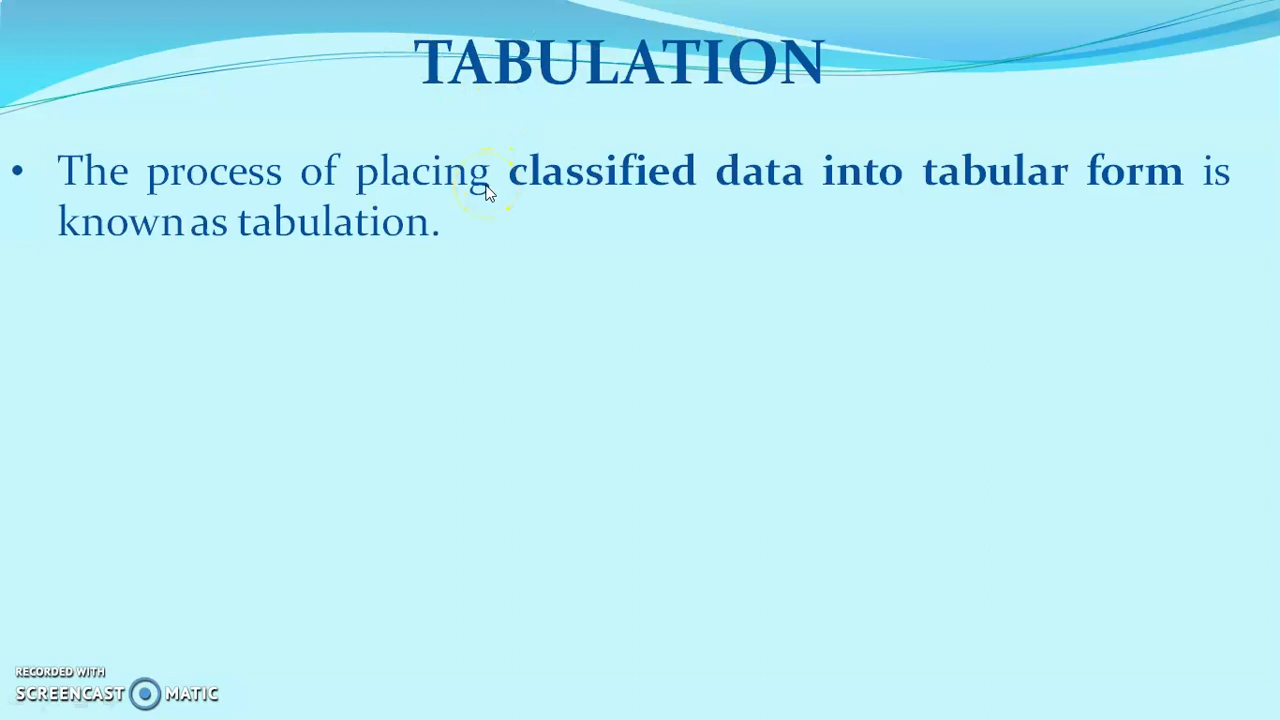 TABULATION
• The process of placing classified data into tabular form is
known as tabulation.
RECORDED WITH
SCREENCAST MATIC